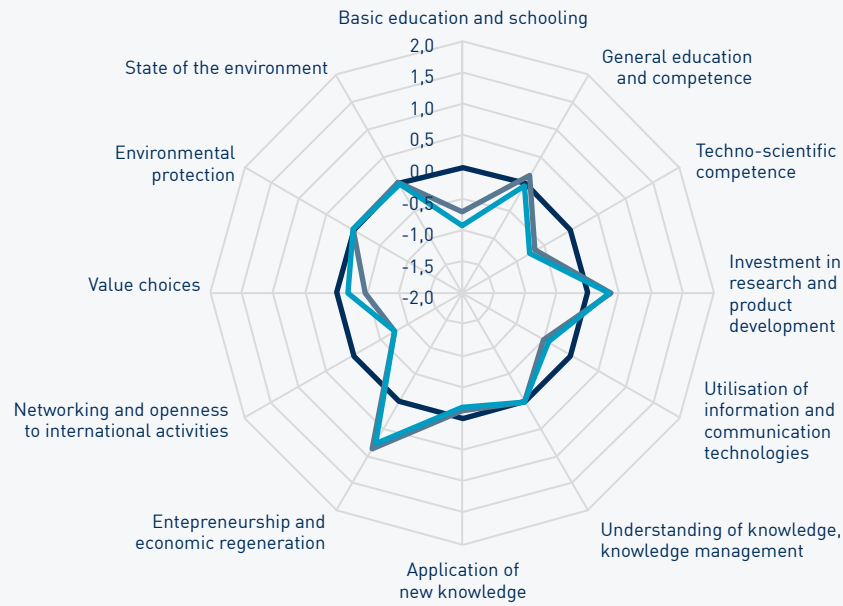 Basic education and schooling
2,0
State of the environment
General education
and competence
1,5
1,0
0,5
Environmental
protection
Techno-scientific
competence
0,0
-0,5
-1,0
Investment in
research and
product
development
Value choices
-1,5
-2,0
Utilisation of
information and
communication
technologies
Networking and openness
to international activities
Entepreneurship and
economic regeneration
Understanding of knowledge,
knowledge management
Application of
new knowledge